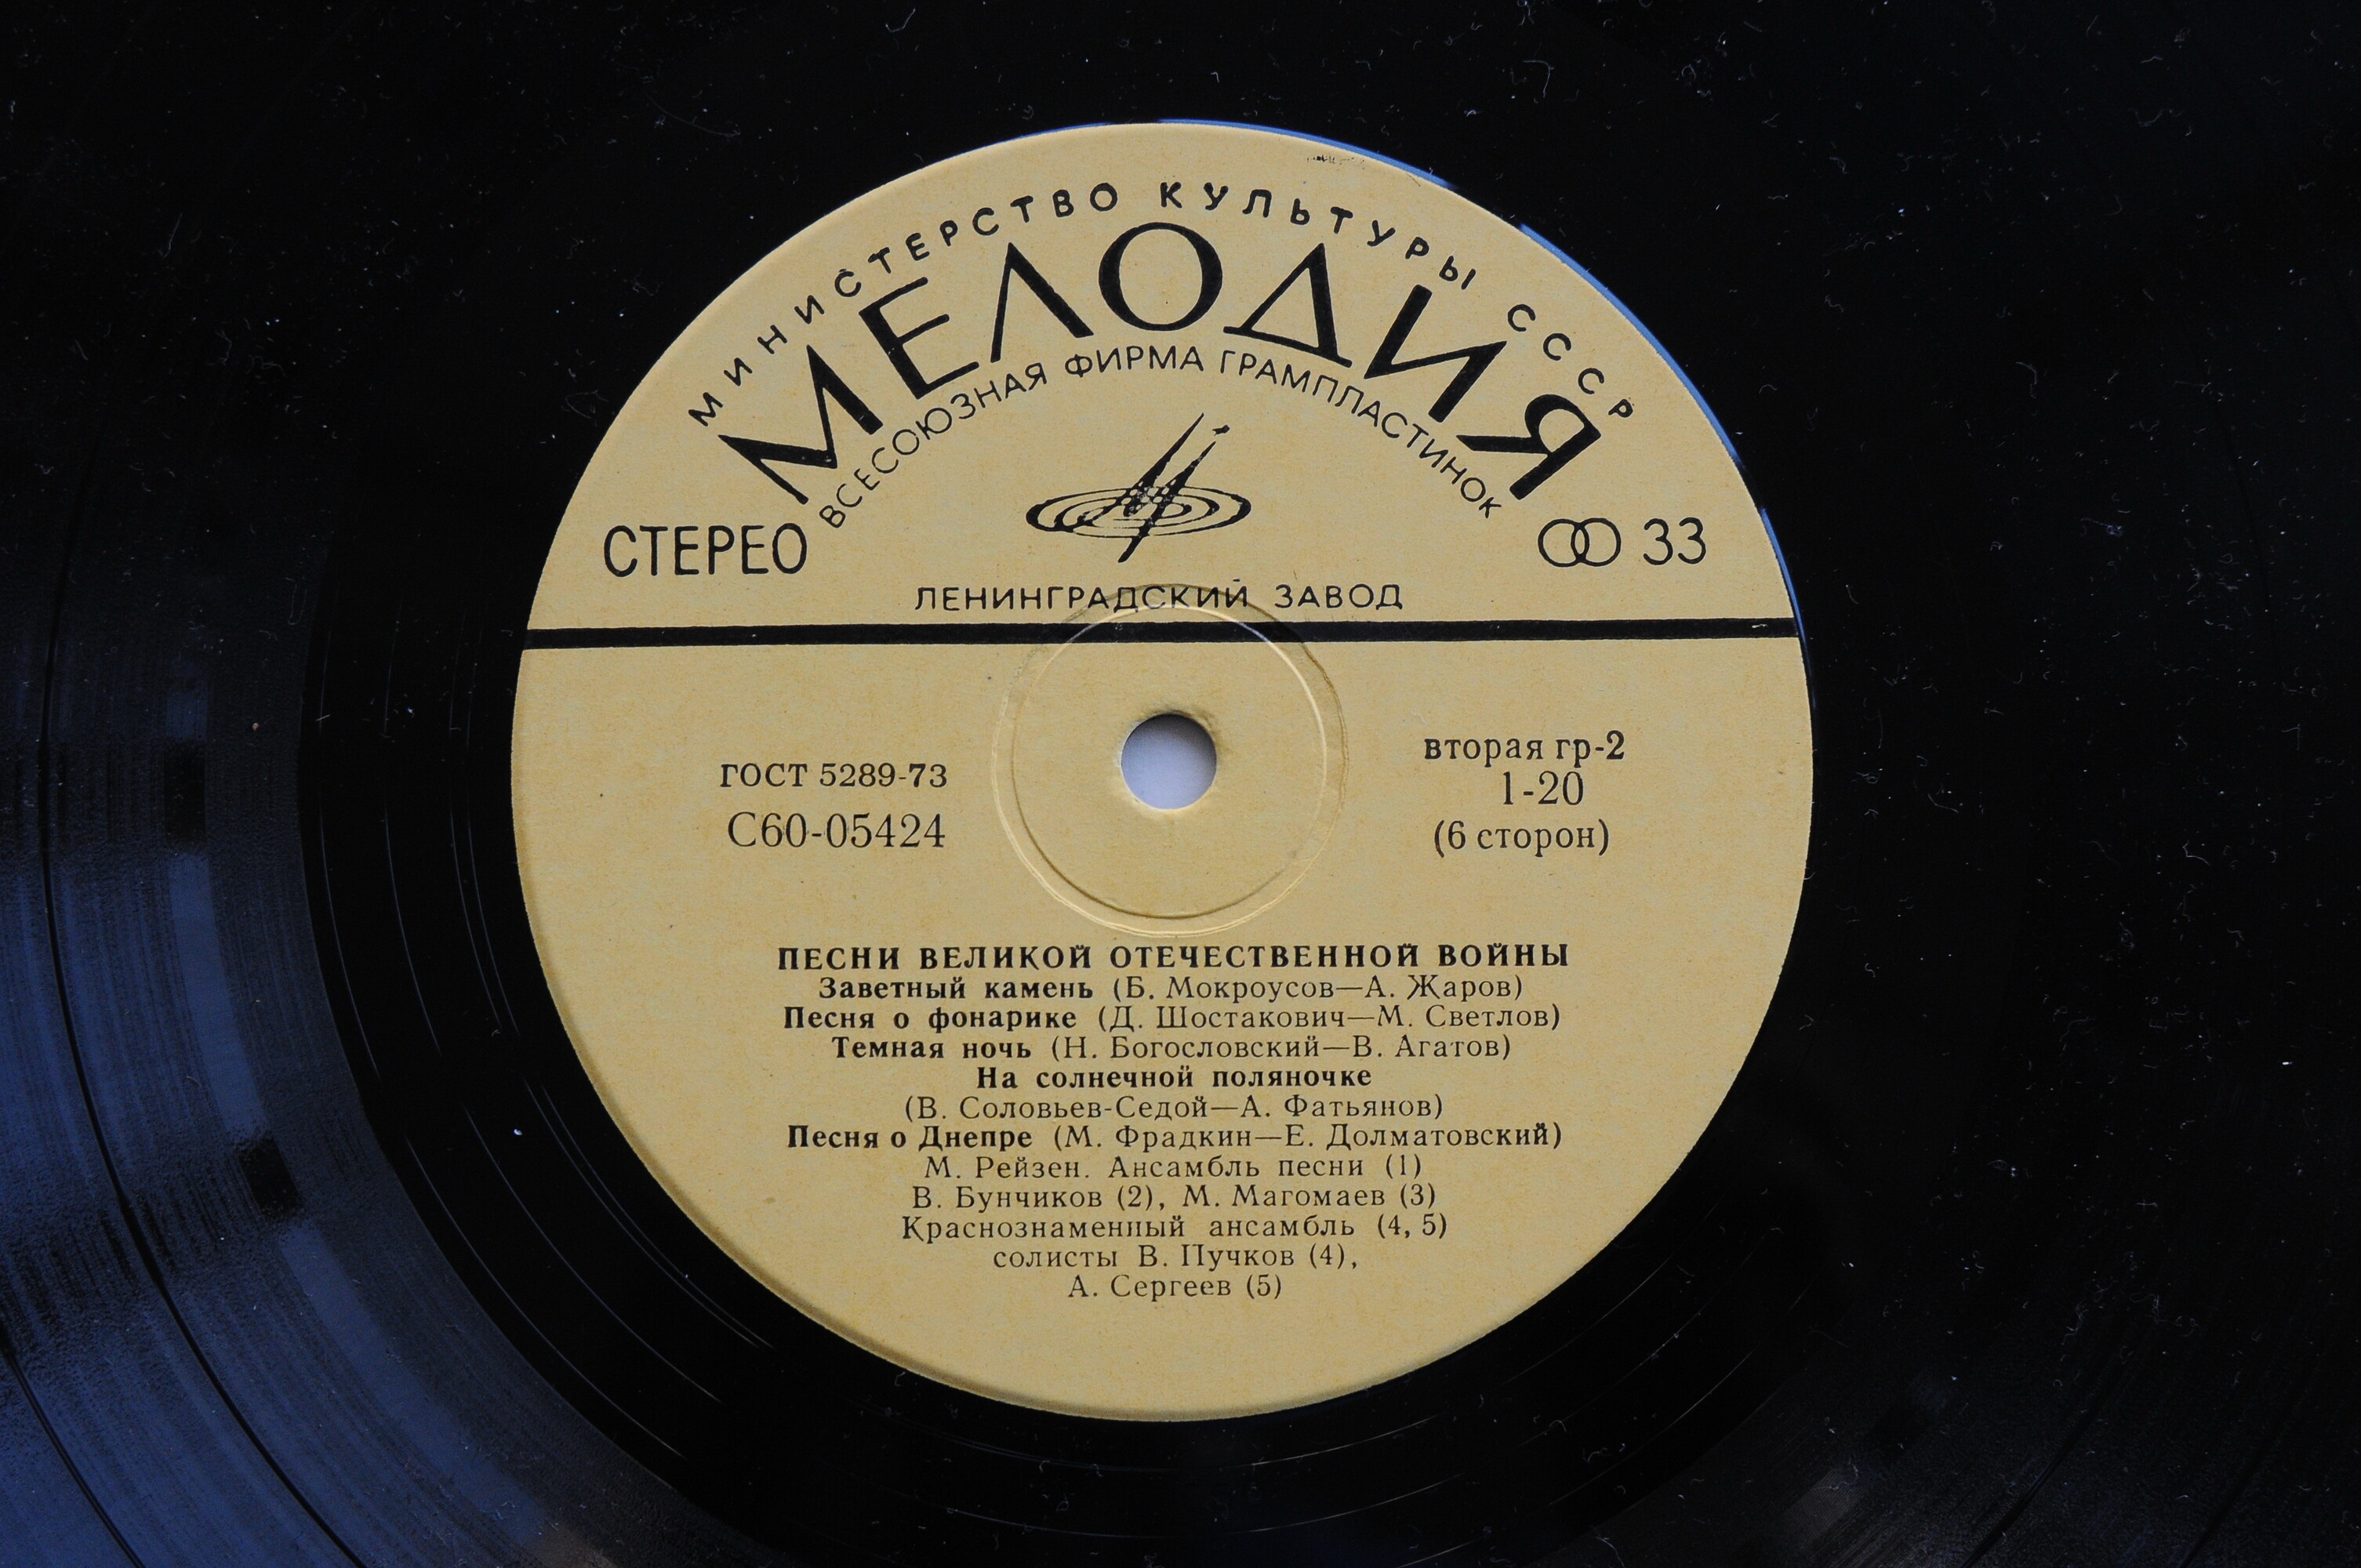 МИНИСТЕРСТВО КУЛЬТУРЫ СССР
МЕЛОДИЯ
ВСЕСОЮЗНАЯ ФИРМА ГРАМПЛАСТИНОК
СТЕРЕО
33
ЛЕНИНГРАДСКИЙ ЗАВОД
ГОСТ 5289-73
С60-05424
вторая гр-2
1-20
(6 сторон)
ПЕСНИ ВЕЛИКОЙ ОТЕЧЕСТВЕННОЙ ВОЙНЫ
Заветный камень (Б. Мокроусов—А. Жаров)
Песня о фонарике (Д. Шостакович—М. Светлов)
Темная ночь (Н. Богословский—В. Агатов)
На солнечной поляночке
(В. Соловьев-Седой—А. Фатьянов)
Песня о Днепре (М. Фрадкин—Е. Долматовский)
М. Рейзен. Ансамбль песни (1)
В. Бунчиков (2), М. Магомаев (3)
Краснознаменный ансамбль (4, 5)
солисты В. Пучков (4),
А. Сергеев (5)